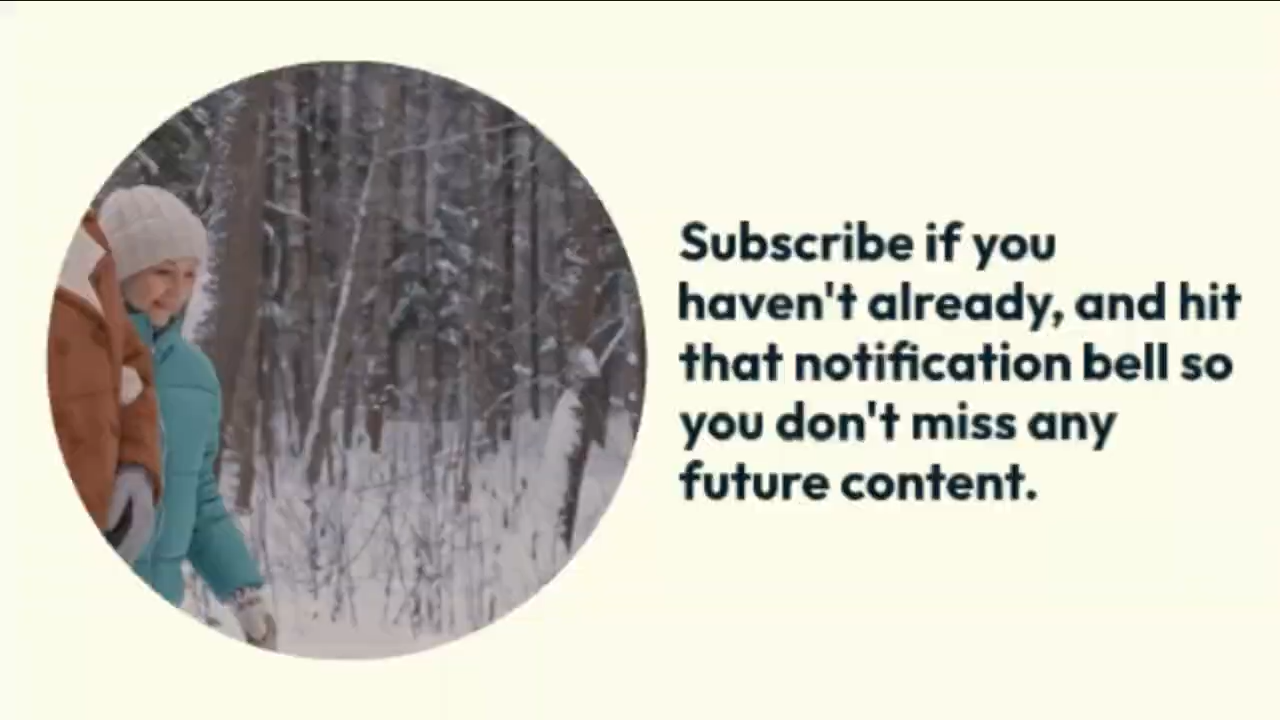 Subscribe if you
haven't already, and hit
that notification bell so
you don't miss any
future content.